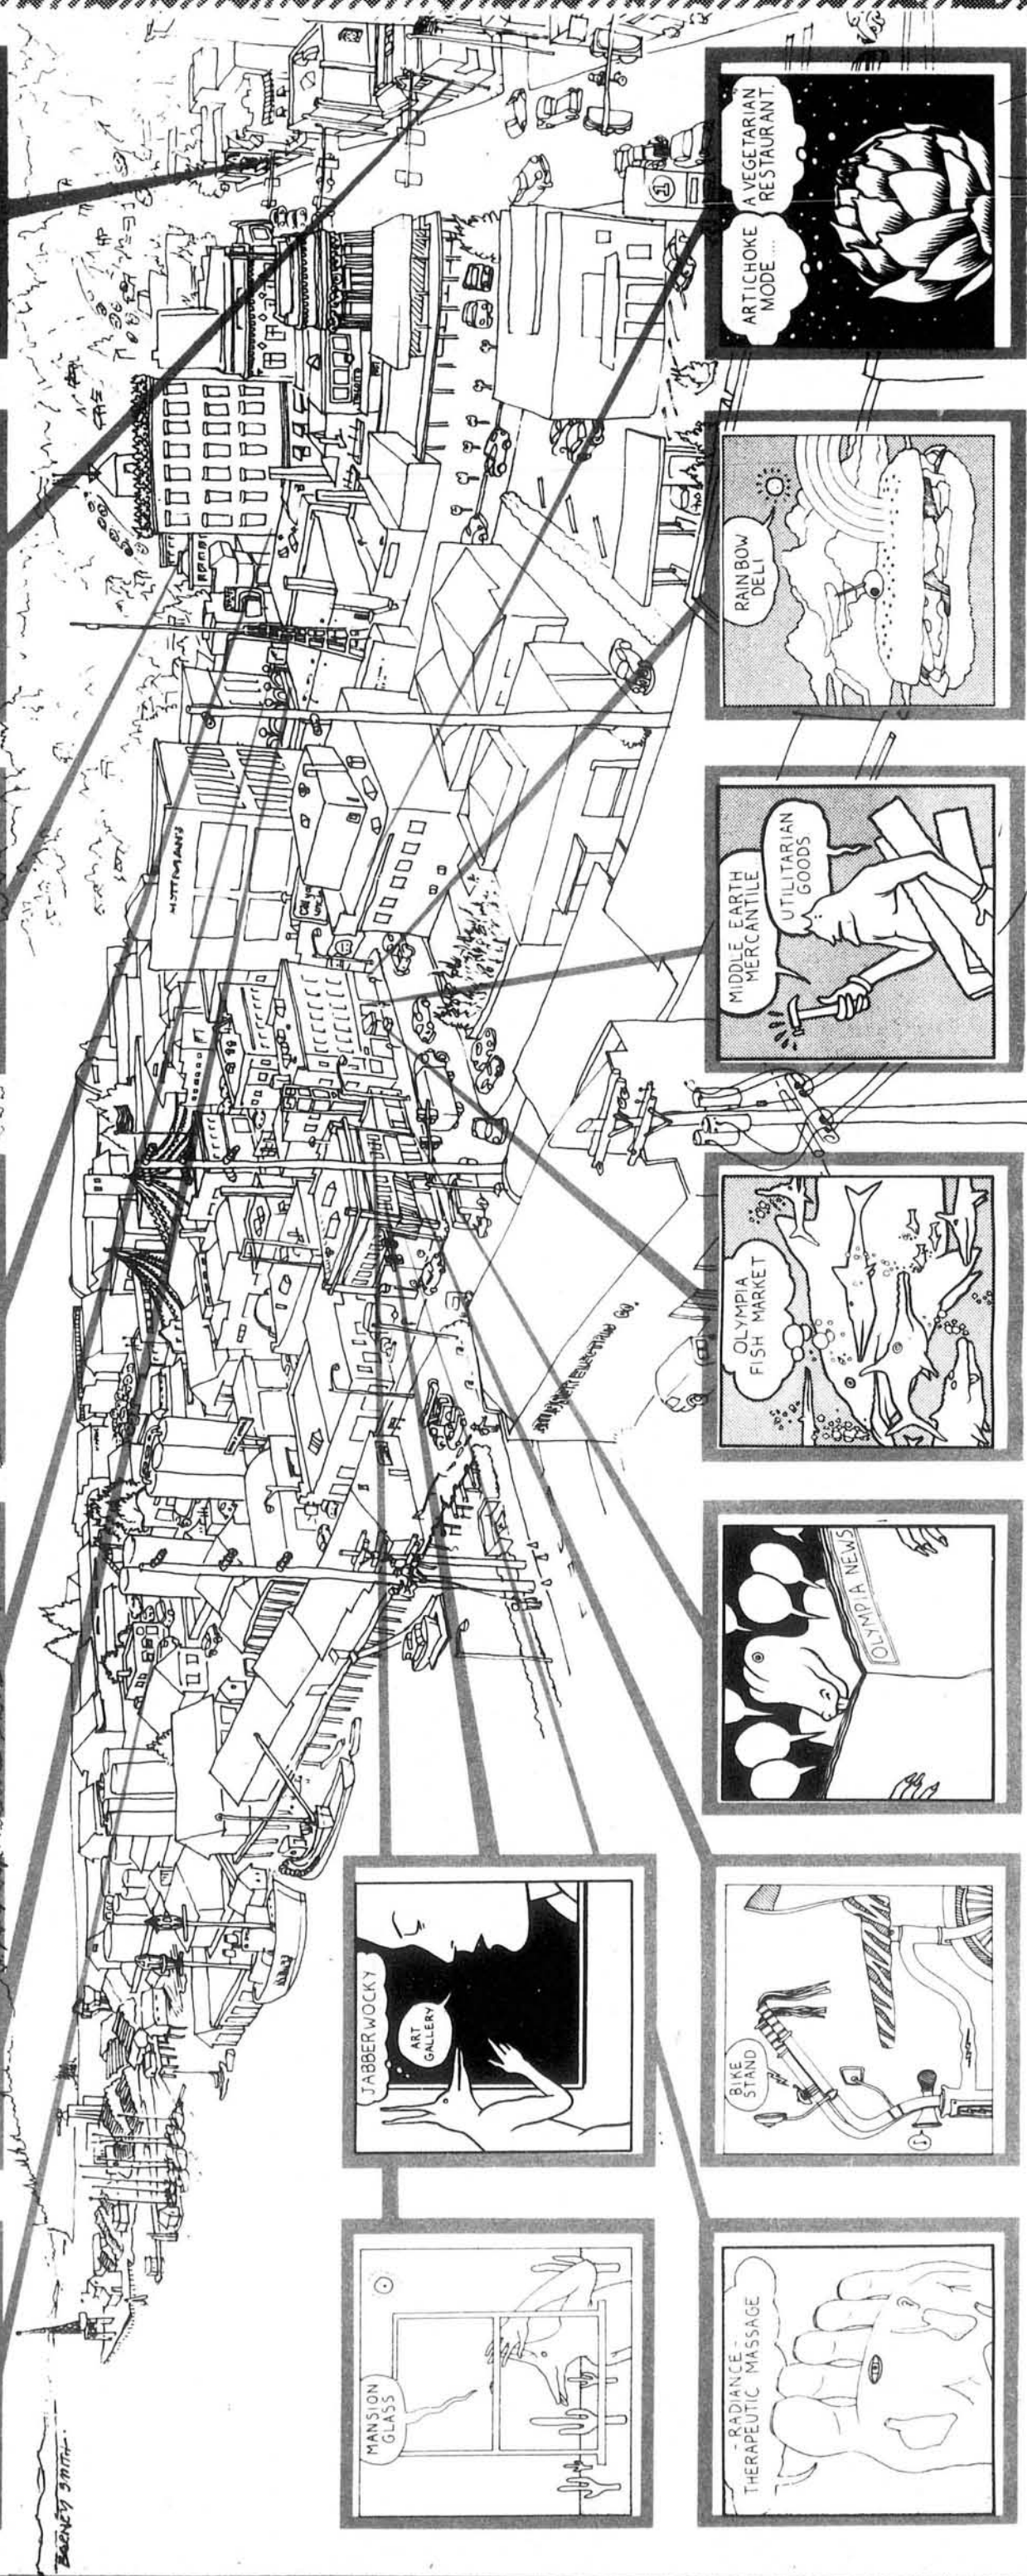 BARNEY SMITH
MOTTMAN'S
MANSION
GLASS
JABBERWOCKY
ART
GALLERY
- RADIANCE -
THERAPEUTIC MASSAGE
BIKE
STAND
OLYMPIA NEWS
OLYMPIA
FISH MARKET
MIDDLE EARTH
MERCANTILE
UTILITARIAN
GOODS
RAINBOW
DELI
ARTICHOKE
MODE...
A VEGETARIAN
RESTAURANT.